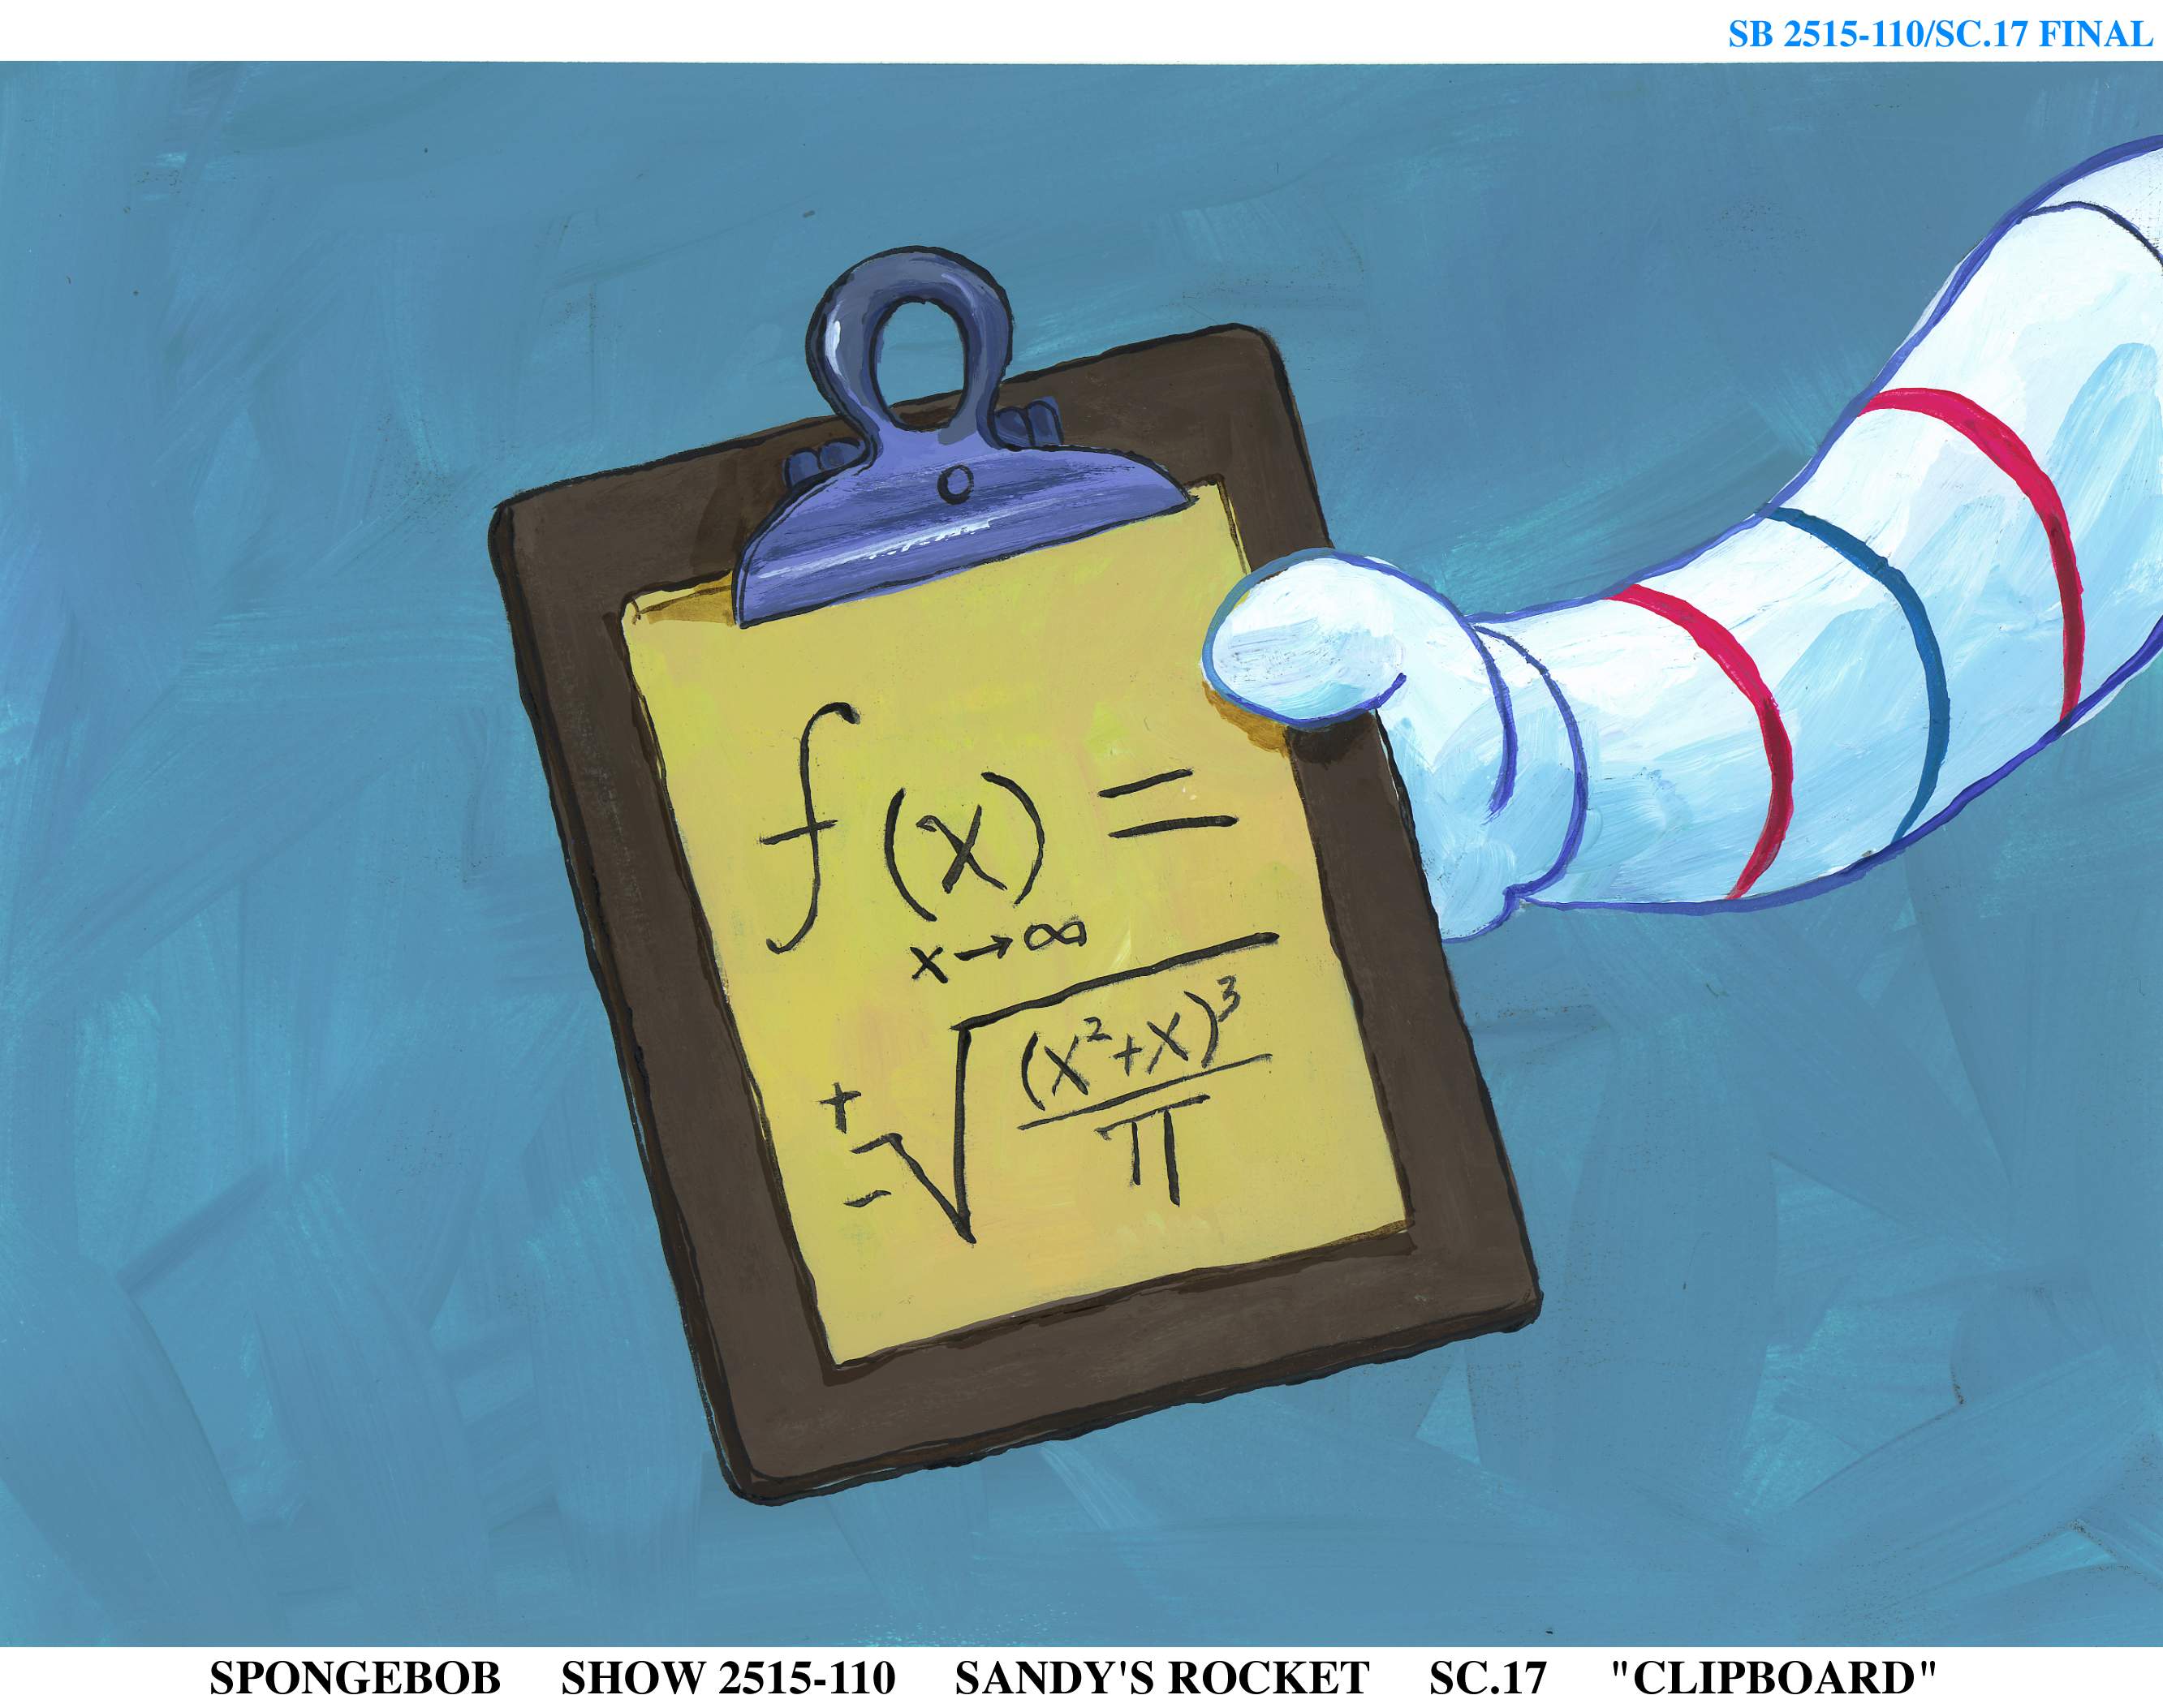 SB 2515-110/SC.17 FINAL
f(x) =
x→∞
± √((x²+x)³/π)
SPONGEBOB SHOW 2515-110 SANDY'S ROCKET SC.17 "CLIPBOARD"